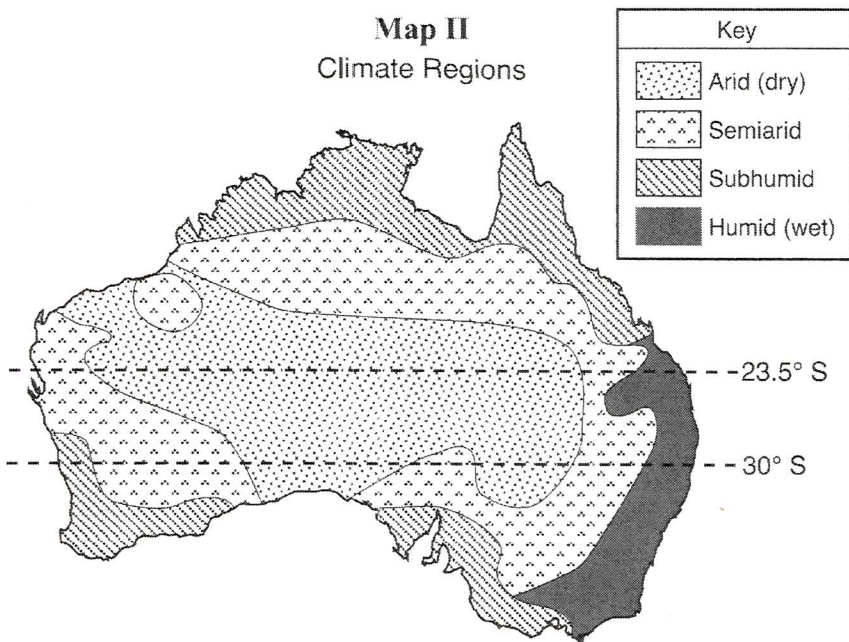 Map II
Climate Regions
Key
Arid (dry)
Semiarid
Subhumid
Humid (wet)
23.5° S
30° S